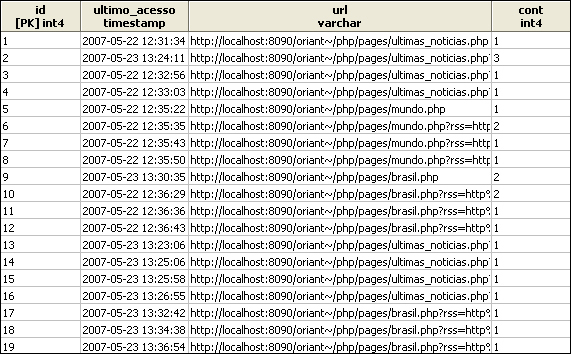 id ultimo_acesso url cont
[PK] int4 timestamp varchar int4
1 2007-05-22 12:31:34 http://localhost:8090/oriant~/php/pages/ultimas_noticias.php 1
2 2007-05-23 13:24:11 http://localhost:8090/oriant~/php/pages/ultimas_noticias.php 3
3 2007-05-22 12:32:56 http://localhost:8090/oriant~/php/pages/ultimas_noticias.php 1
4 2007-05-22 12:33:03 http://localhost:8090/oriant~/php/pages/ultimas_noticias.php 1
5 2007-05-22 12:35:22 http://localhost:8090/oriant~/php/pages/mundo.php 1
6 2007-05-22 12:35:35 http://localhost:8090/oriant~/php/pages/mundo.php?rss=http 2
7 2007-05-22 12:35:43 http://localhost:8090/oriant~/php/pages/mundo.php?rss=http 1
8 2007-05-22 12:35:50 http://localhost:8090/oriant~/php/pages/mundo.php?rss=http 1
9 2007-05-23 13:30:35 http://localhost:8090/oriant~/php/pages/brasil.php 2
10 2007-05-22 12:36:29 http://localhost:8090/oriant~/php/pages/brasil.php?rss=http% 2
11 2007-05-22 12:36:36 http://localhost:8090/oriant~/php/pages/brasil.php?rss=http% 1
12 2007-05-22 12:36:43 http://localhost:8090/oriant~/php/pages/brasil.php?rss=http% 1
13 2007-05-23 13:23:06 http://localhost:8090/oriant~/php/pages/ultimas_noticias.php 1
14 2007-05-23 13:25:06 http://localhost:8090/oriant~/php/pages/ultimas_noticias.php 1
15 2007-05-23 13:25:58 http://localhost:8090/oriant~/php/pages/ultimas_noticias.php 1
16 2007-05-23 13:26:55 http://localhost:8090/oriant~/php/pages/ultimas_noticias.php 1
17 2007-05-23 13:32:42 http://localhost:8090/oriant~/php/pages/brasil.php?rss=http% 1
18 2007-05-23 13:34:38 http://localhost:8090/oriant~/php/pages/brasil.php?rss=http% 1
19 2007-05-23 13:36:54 http://localhost:8090/oriant~/php/pages/brasil.php?rss=http% 1